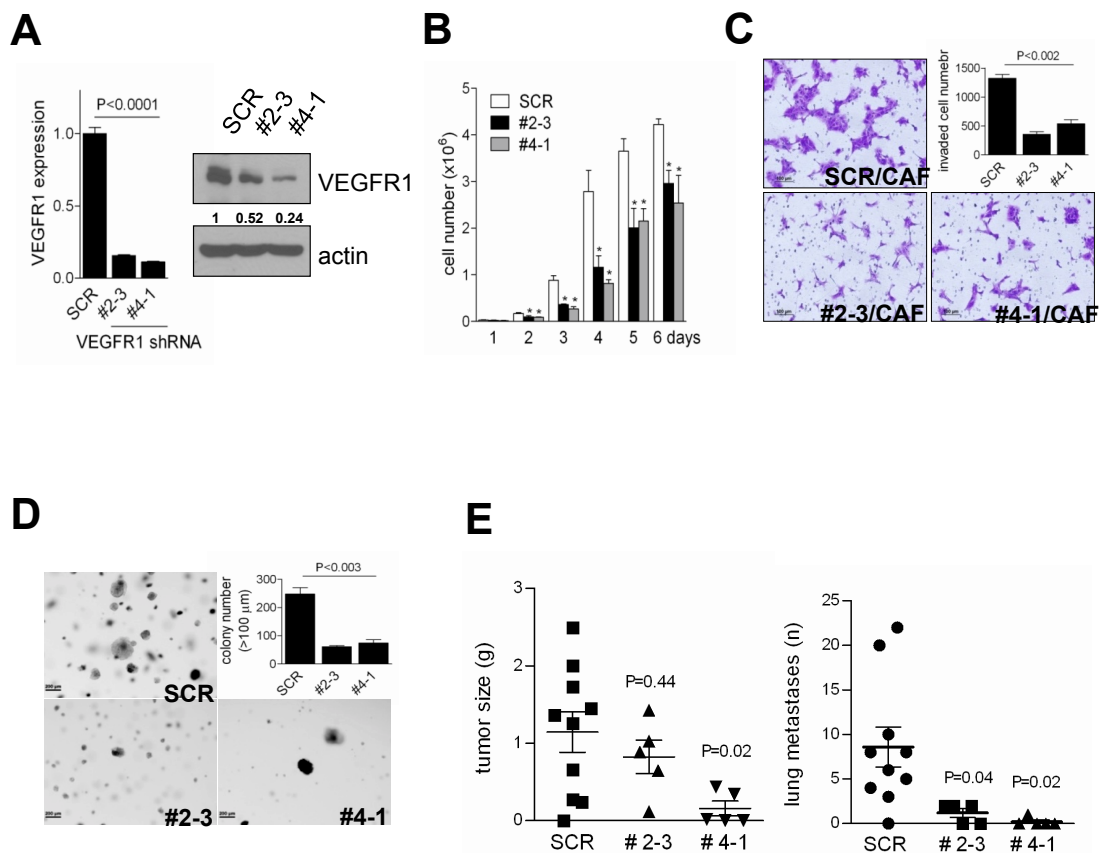 A
VEGFR1 expression
1.0
0.5
0.0
P<0.0001
SCR
#2-3
#4-1
VEGFR1 shRNA
SCR
#2-3
#4-1
VEGFR1
1 0.52 0.24
actin
B
cell number (x10⁶)
5
4
3
2
1
0
SCR
#2-3
#4-1
* * * * * * * * * *
1 2 3 4 5 6 days
C
SCR/CAF
invaded cell numebr
1500
1000
500
0
P<0.002
SCR
#2-3
#4-1
#2-3/CAF
#4-1/CAF
D
SCR
colony number
(>100 μm)
300
200
100
0
P<0.003
SCR
#2-3
#4-1
#2-3
#4-1
E
tumor size (g)
3
2
1
0
P=0.44
P=0.02
SCR # 2-3 # 4-1
lung metastases (n)
25
20
15
10
5
0
P=0.04
P=0.02
SCR # 2-3 # 4-1